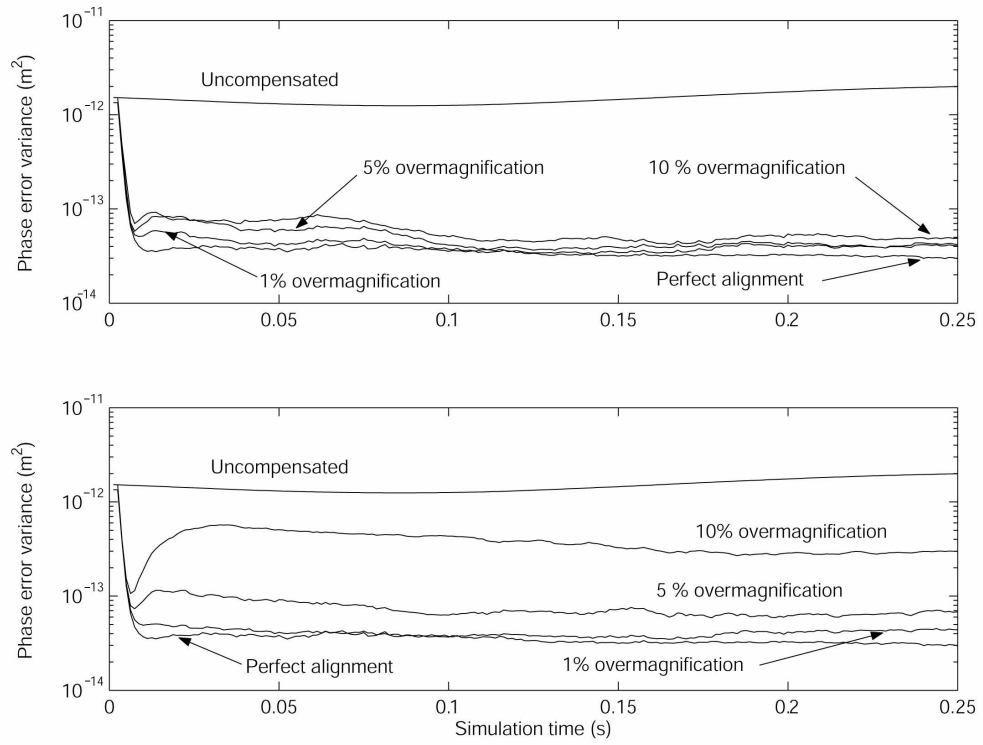 10⁻¹¹
Uncompensated
10⁻¹²
5% overmagnification
10 % overmagnification
10⁻¹³
1% overmagnification
Perfect alignment
10⁻¹⁴
Phase error variance (m²)
0 0.05 0.1 0.15 0.2 0.25
10⁻¹¹
Uncompensated
10⁻¹²
10% overmagnification
5 % overmagnification
10⁻¹³
Perfect alignment
1% overmagnification
10⁻¹⁴
Phase error variance (m²)
0 0.05 0.1 0.15 0.2 0.25
Simulation time (s)